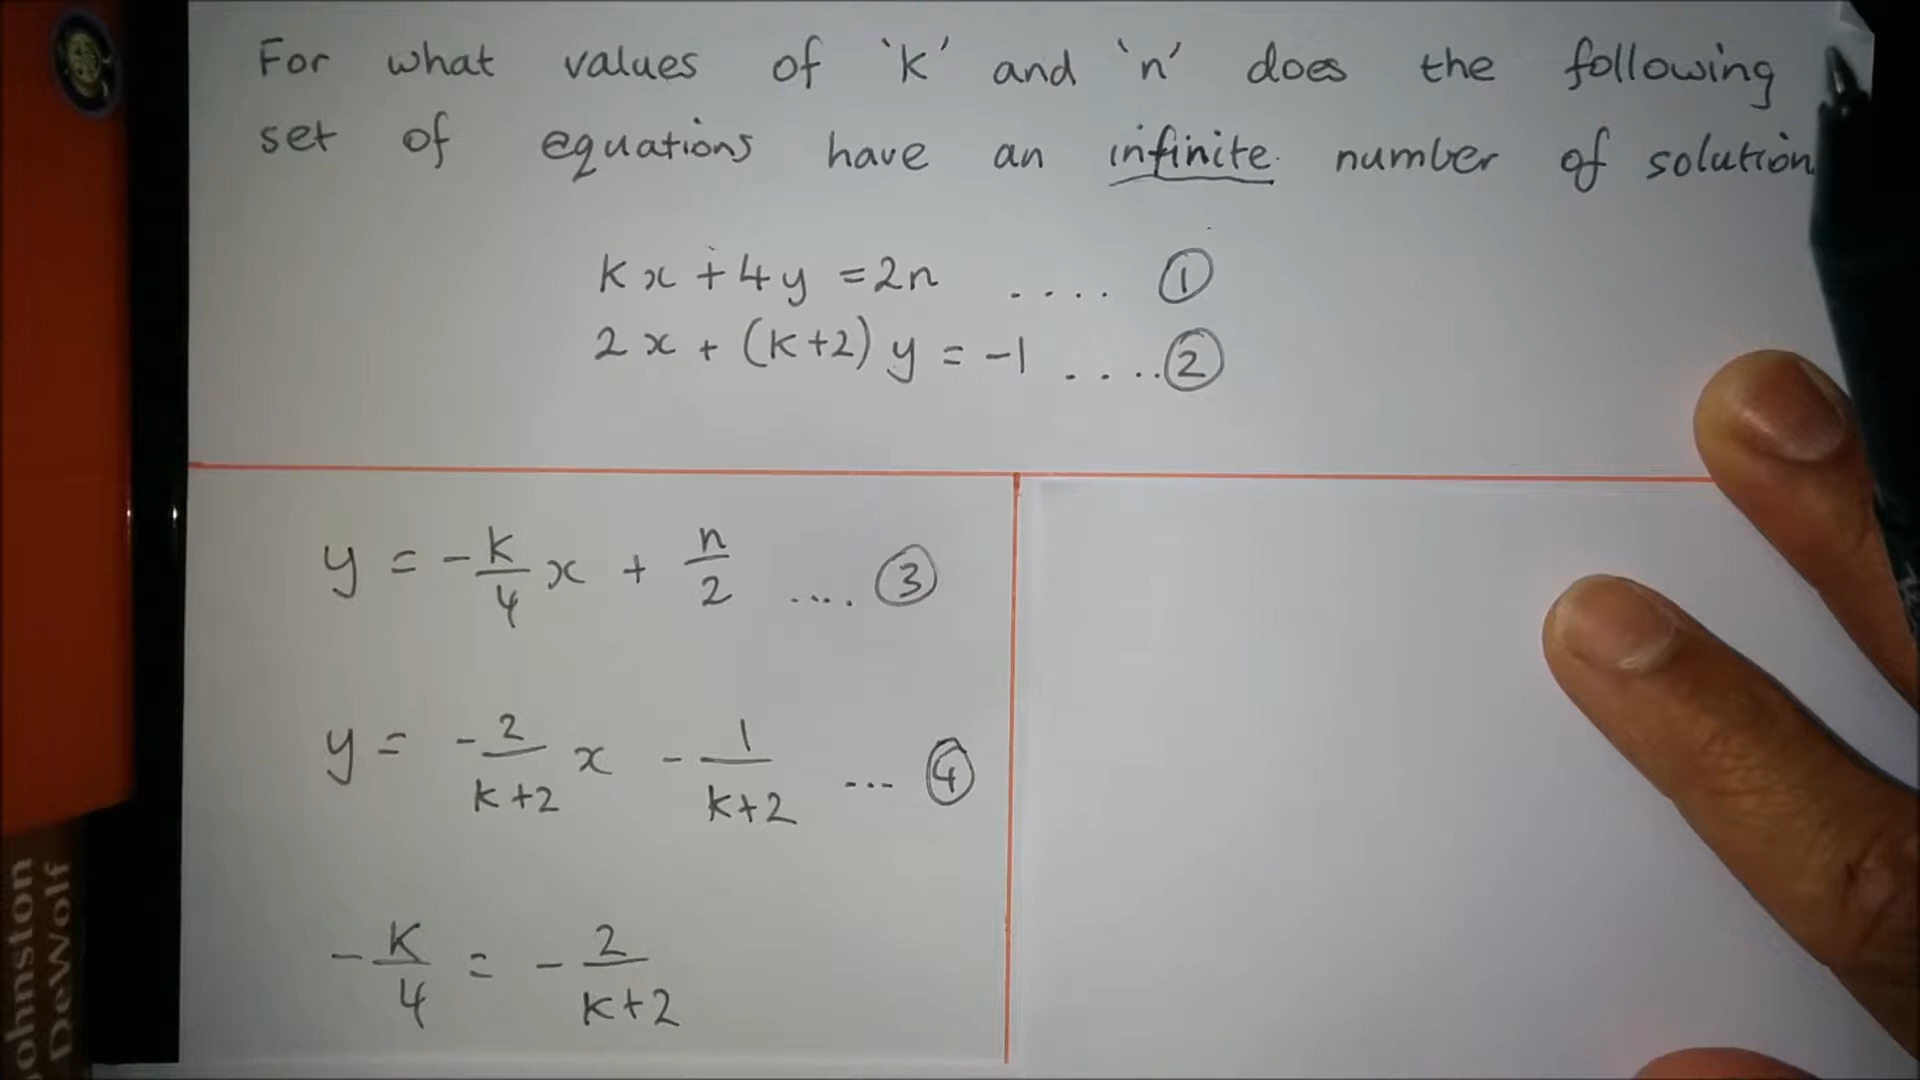 For what values of 'k' and 'n' does the following
set of equations have an infinite number of solution
kx + 4y = 2n .... ①
2x + (k+2) y = -1 .... ②
y = -k/4 x + n/2 .... ③
y = -2/k+2 x - 1/k+2 ... ④
-k/4 = -2/k+2
ohnston
DeWolf